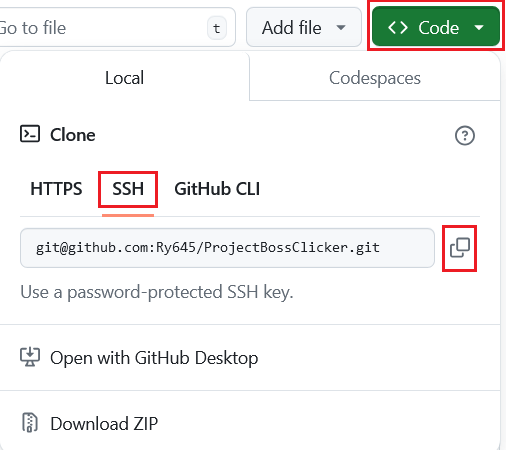 Go to file t Add file <> Code
Local Codespaces
Clone
HTTPS SSH GitHub CLI
git@github.com:Ry645/ProjectBossClicker.git
Use a password-protected SSH key.
Open with GitHub Desktop
Download ZIP